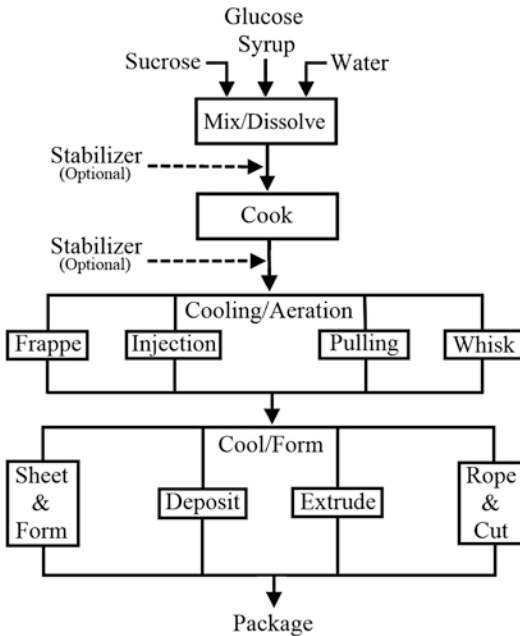 Glucose
Syrup
Sucrose
Water
Mix/Dissolve
Stabilizer
(Optional)
Cook
Stabilizer
(Optional)
Cooling/Aeration
Frappe
Injection
Pulling
Whisk
Cool/Form
Sheet
&
Form
Deposit
Extrude
Rope
&
Cut
Package